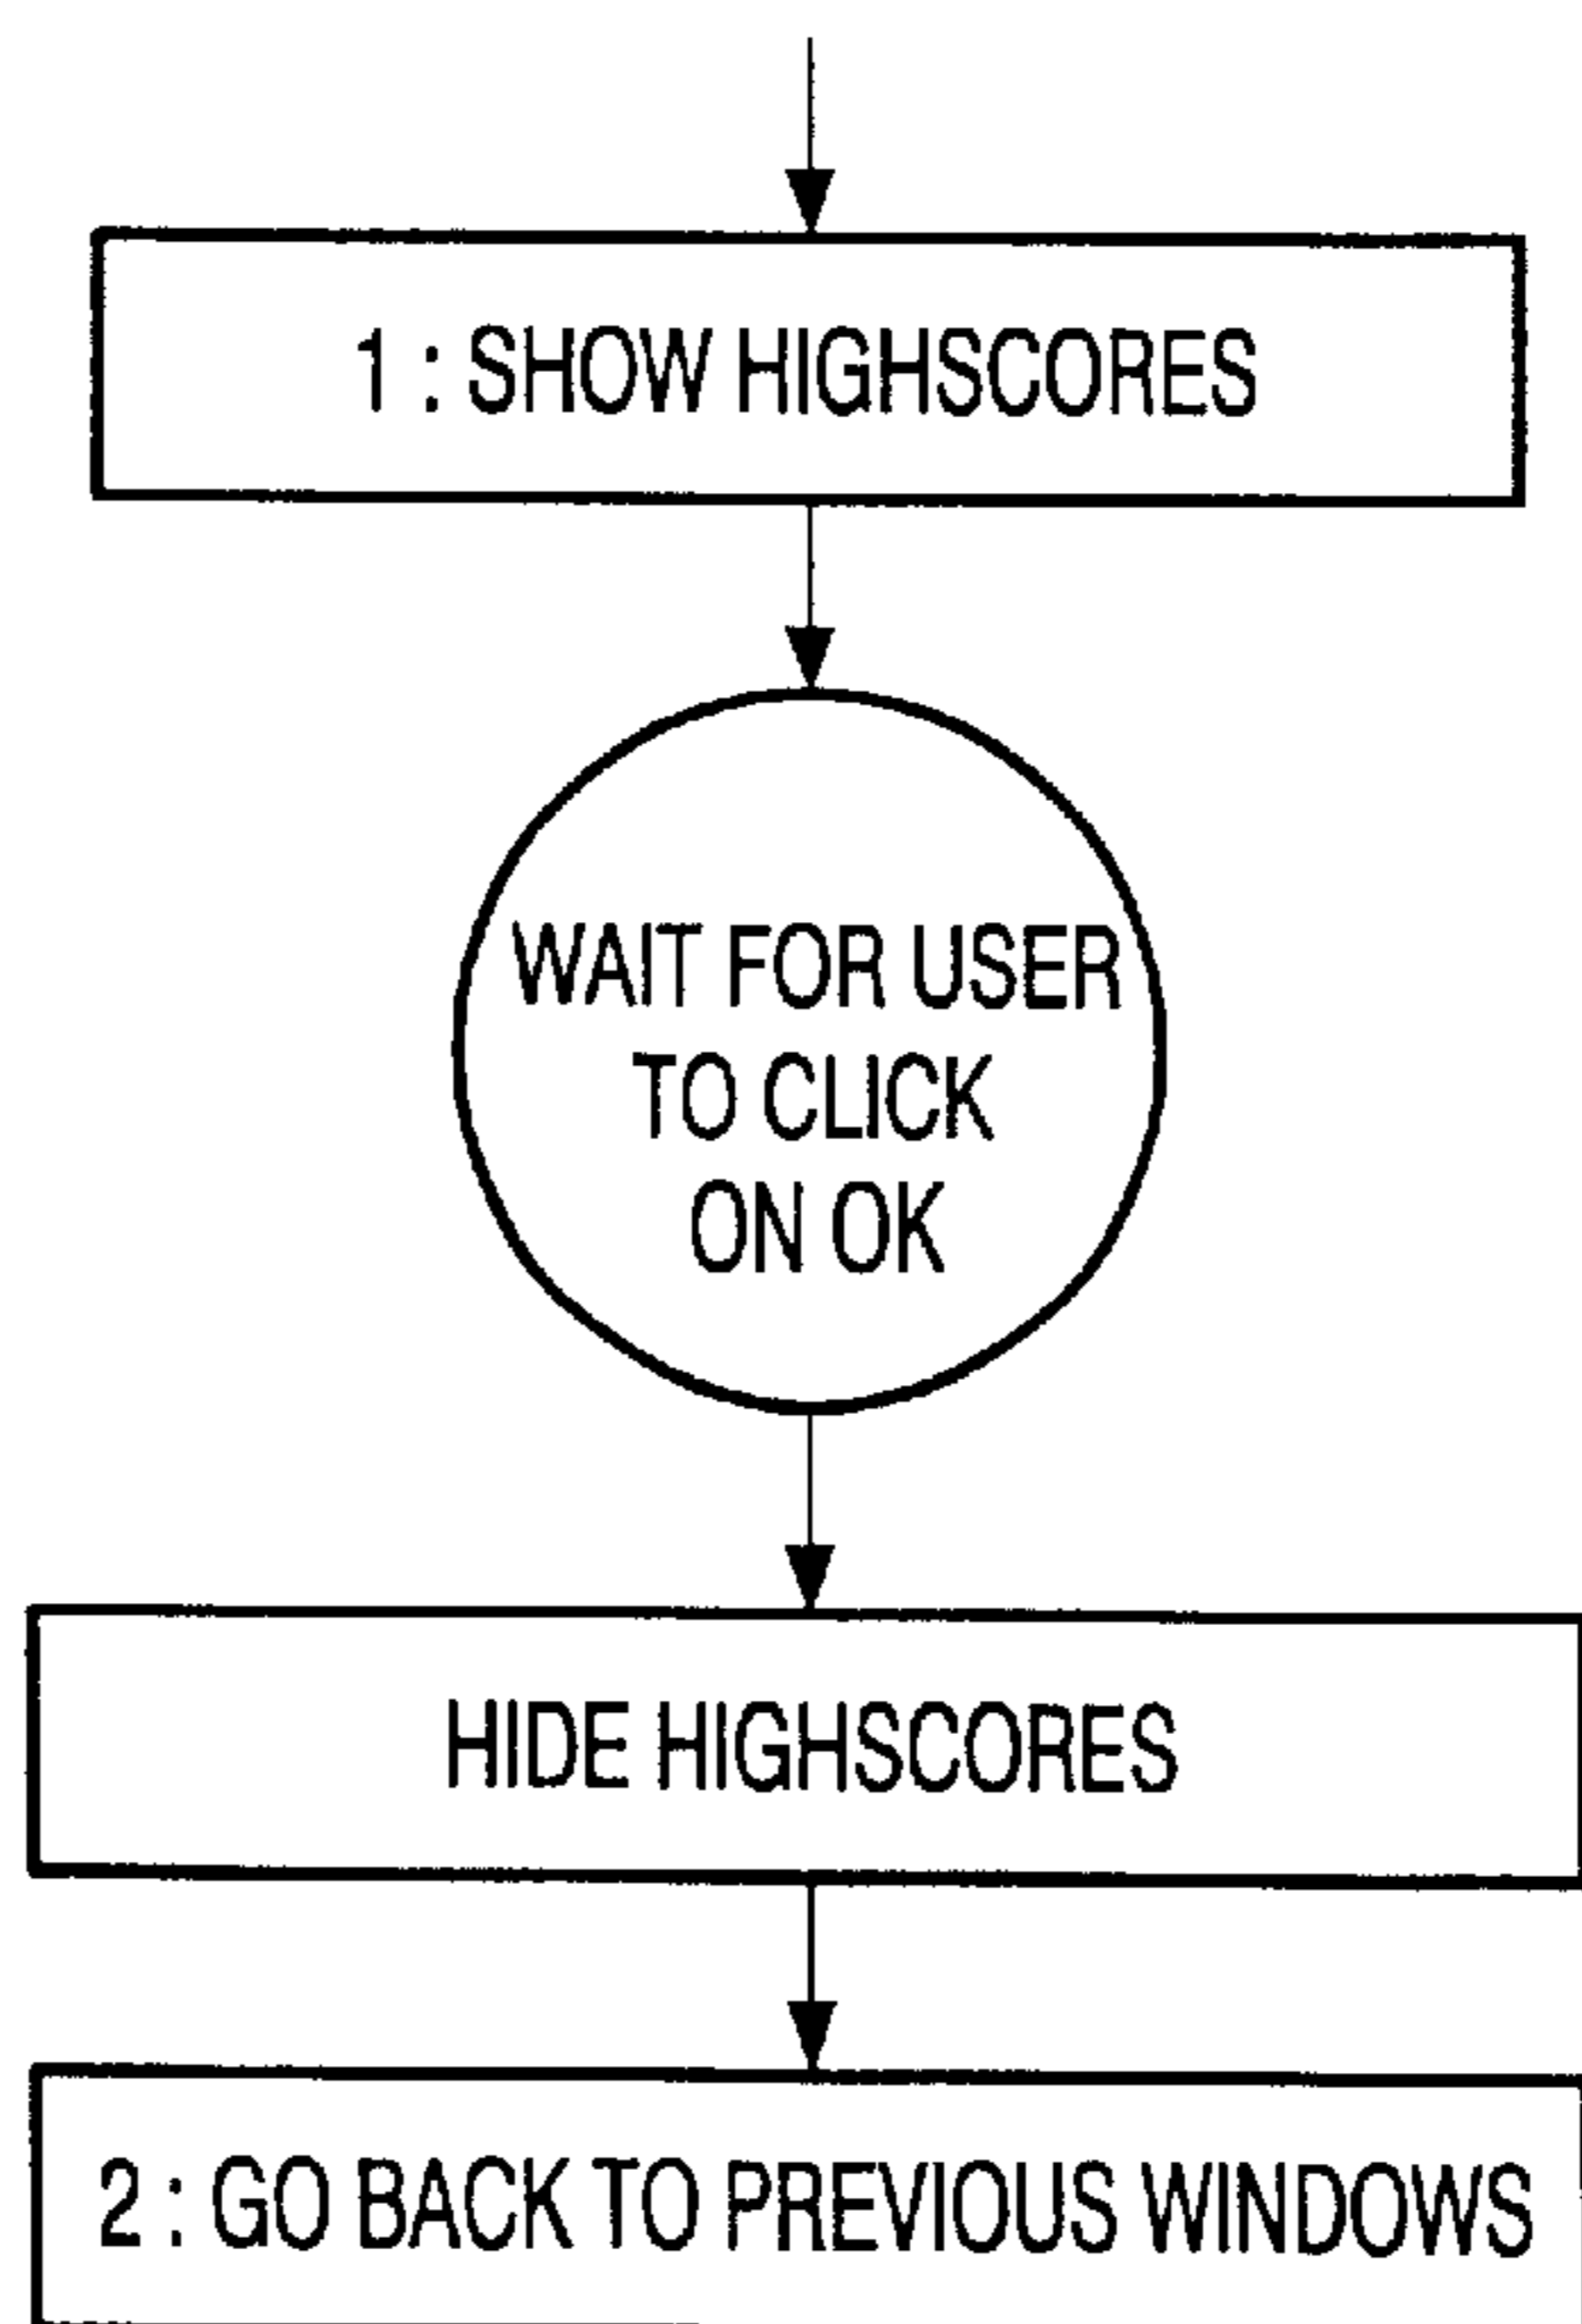 1 : SHOW HIGHSCORES
WAIT FOR USER
TO CLICK
ON OK
HIDE HIGHSCORES
2 : GO BACK TO PREVIOUS WINDOWS